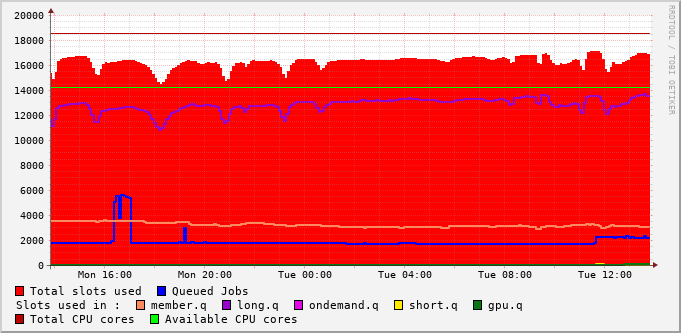 20000
18000
16000
14000
12000
10000
8000
6000
4000
2000
0
Mon 16:00 Mon 20:00 Tue 00:00 Tue 04:00 Tue 08:00 Tue 12:00
RRDTOOL / TOBI OETIKER
Total slots used Queued Jobs
Slots used in : member.q long.q ondemand.q short.q gpu.q
Total CPU cores Available CPU cores